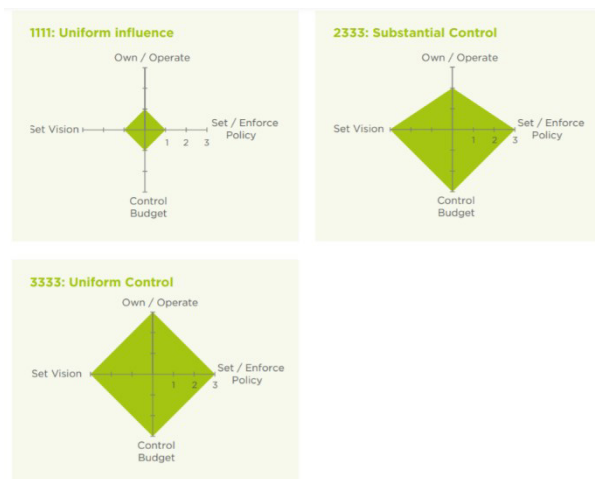 1111: Uniform influence
Own / Operate
Set Vision
Set / Enforce
Policy
1 2 3
Control
Budget
2333: Substantial Control
Own / Operate
Set Vision
Set / Enforce
Policy
1 2 3
Control
Budget
3333: Uniform Control
Own / Operate
Set Vision
Set / Enforce
Policy
1 2 3
Control
Budget